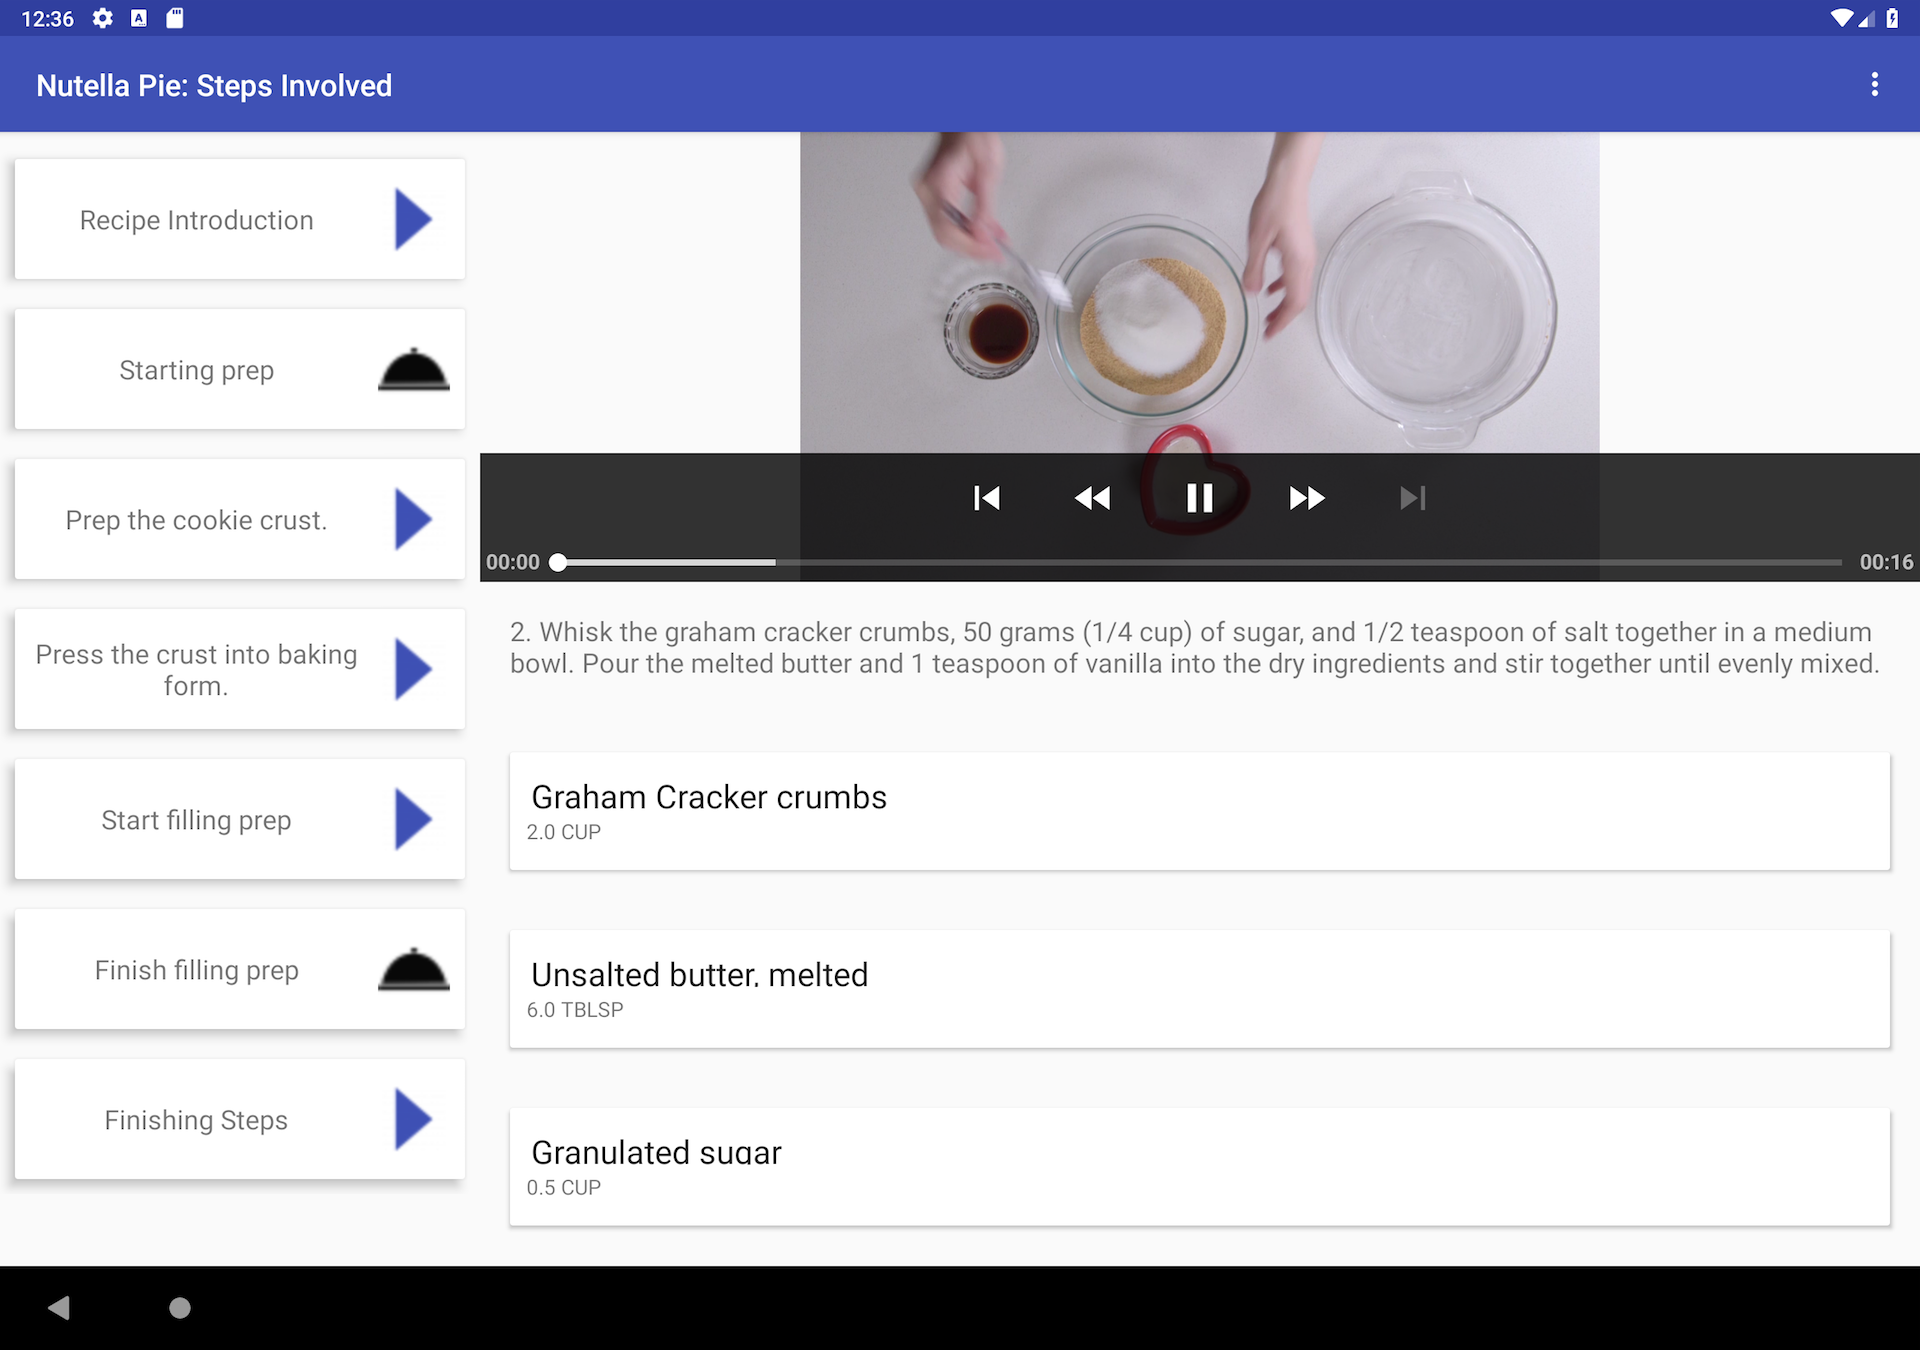 12:36
Nutella Pie: Steps Involved
Recipe Introduction
Starting prep
Prep the cookie crust.
Press the crust into baking
form.
Start filling prep
Finish filling prep
Finishing Steps
00:00
00:16
2. Whisk the graham cracker crumbs, 50 grams (1/4 cup) of sugar, and 1/2 teaspoon of salt together in a medium
bowl. Pour the melted butter and 1 teaspoon of vanilla into the dry ingredients and stir together until evenly mixed.
Graham Cracker crumbs
2.0 CUP
Unsalted butter, melted
6.0 TBLSP
Granulated sugar
0.5 CUP